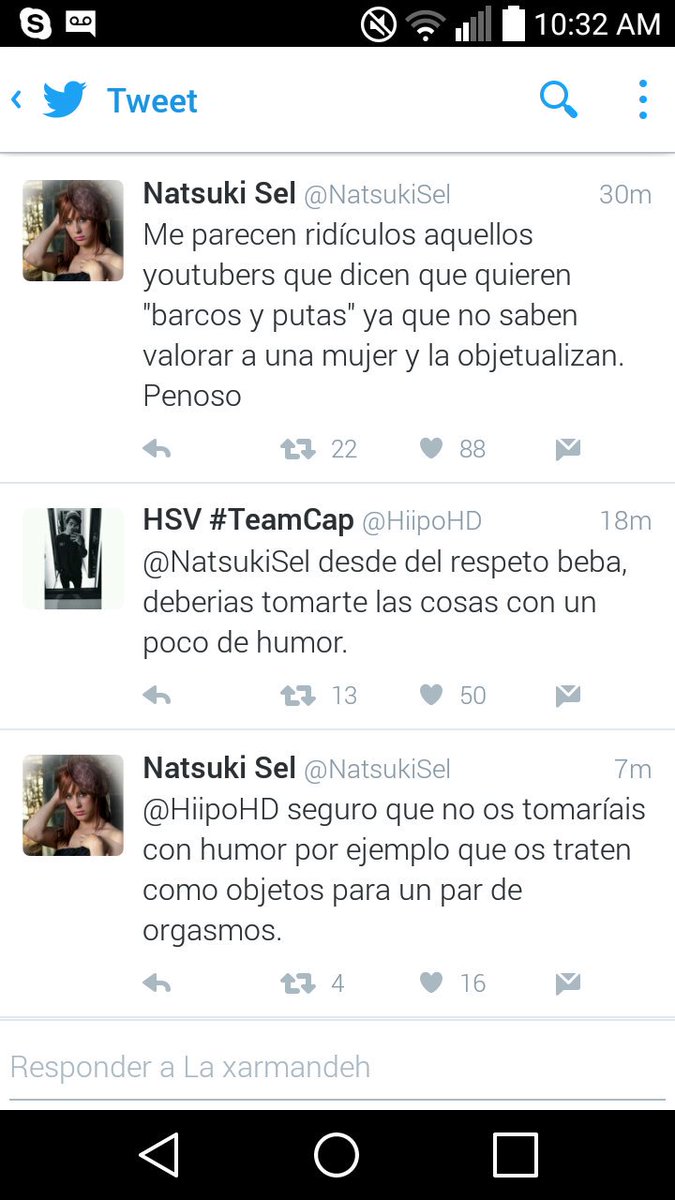 10:32 AM
Tweet
Natsuki Sel @NatsukiSel 30m
Me parecen ridículos aquellos
youtubers que dicen que quieren
"barcos y putas" ya que no saben
valorar a una mujer y la objetualizan.
Penoso
22 88
HSV #TeamCap @HiipoHD 18m
@NatsukiSel desde del respeto beba,
deberias tomarte las cosas con un
poco de humor.
13 50
Natsuki Sel @NatsukiSel 7m
@HiipoHD seguro que no os tomaríais
con humor por ejemplo que os traten
como objetos para un par de
orgasmos.
4 16
Responder a La xarmandeh